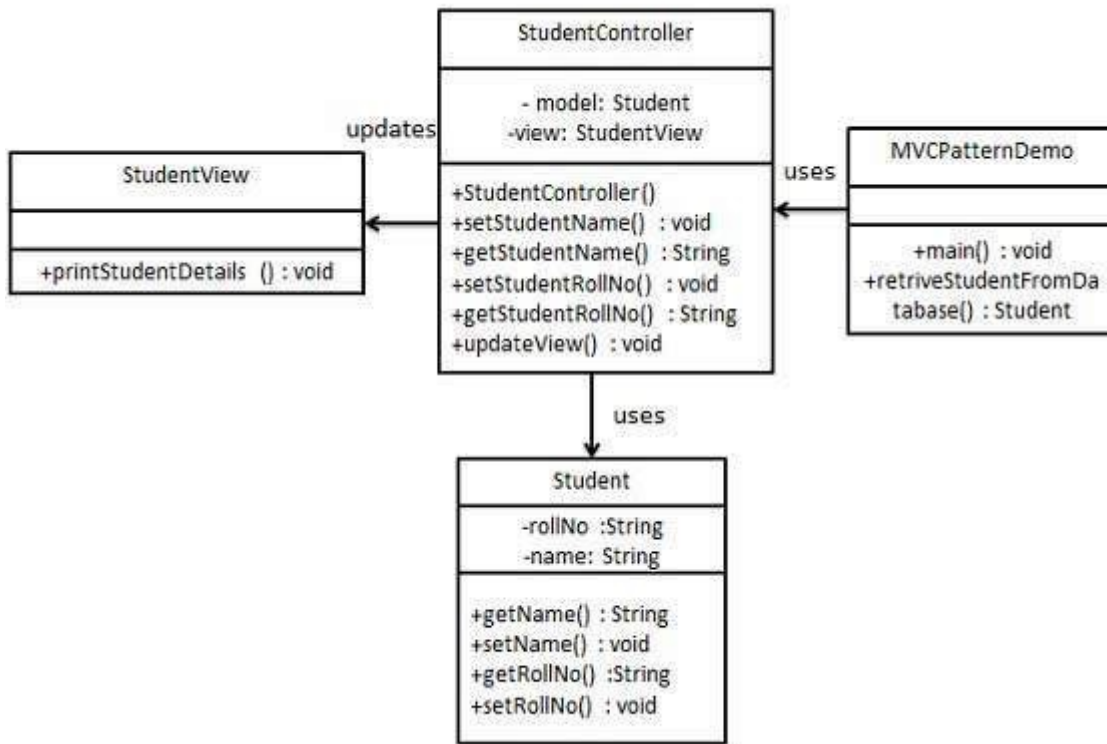 StudentController
- model: Student
-view: StudentView
+StudentController()
+setStudentName() : void
+getStudentName() : String
+setStudentRollNo() : void
+getStudentRollNo() : String
+updateView() : void
updates
StudentView
+printStudentDetails () : void
uses
MVCPatternDemo
+main() : void
+retriveStudentFromDa
tabase() : Student
uses
Student
-rollNo :String
-name: String
+getName() : String
+setName() : void
+getRollNo() :String
+setRollNo() : void